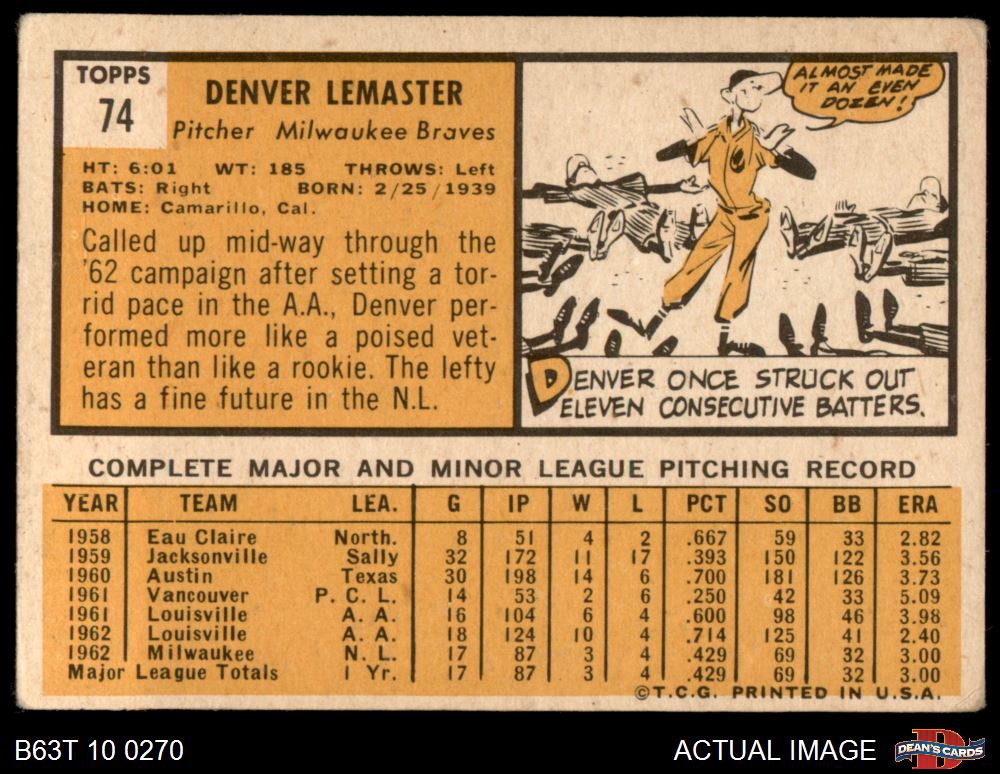 TOPPS
74
DENVER LEMASTER
Pitcher Milwaukee Braves
HT: 6:01 WT: 185 THROWS: Left
BATS: Right BORN: 2/25/1939
HOME: Camarillo, Cal.
Called up mid-way through the
'62 campaign after setting a tor-
rid pace in the A.A., Denver per-
formed more like a poised vet-
eran than like a rookie. The lefty
has a fine future in the N.L.
ALMOST MADE
IT AN EVEN
DOZEN!
DENVER ONCE STRUCK OUT
ELEVEN CONSECUTIVE BATTERS.
COMPLETE MAJOR AND MINOR LEAGUE PITCHING RECORD
YEAR TEAM LEA. G IP W L PCT SO BB ERA
1958 Eau Claire North. 8 51 4 2 .667 59 33 2.82
1959 Jacksonville Sally 32 172 11 17 .393 150 122 3.56
1960 Austin Texas 30 198 14 6 .700 181 126 3.73
1961 Vancouver P. C. L. 14 53 2 6 .250 42 33 5.09
1961 Louisville A. A. 16 104 6 4 .600 98 46 3.98
1962 Louisville A. A. 18 124 10 4 .714 125 41 2.40
1962 Milwaukee N. L. 17 87 3 4 .429 69 32 3.00
Major League Totals 1 Yr. 17 87 3 4 .429 69 32 3.00
©T.C.G. PRINTED IN U.S.A.
B63T 10 0270
ACTUAL IMAGE
D
DEAN'S CARDS